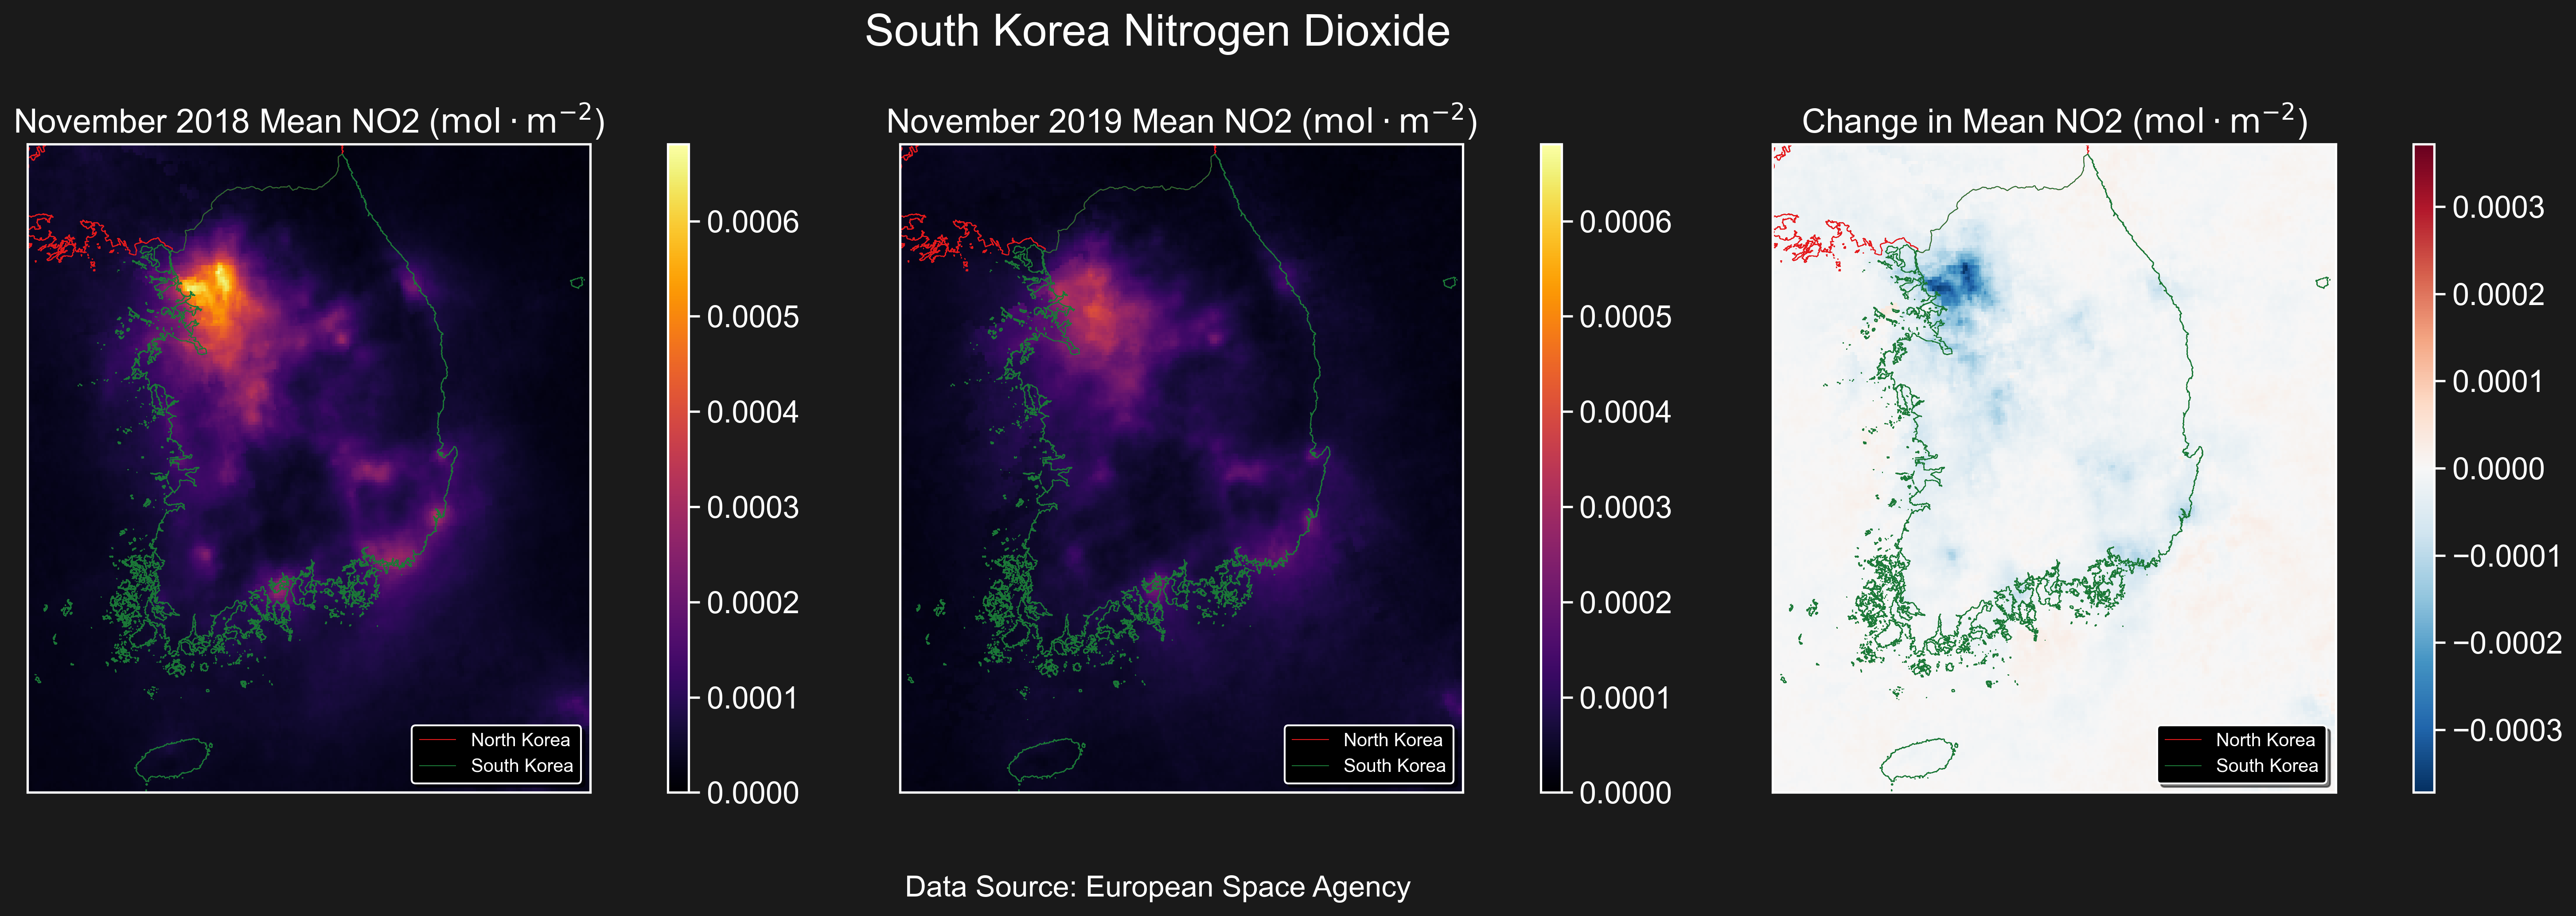 South Korea Nitrogen Dioxide
November 2018 Mean NO2 (mol · m⁻²)
0.0006
0.0005
0.0004
0.0003
0.0002
0.0001
0.0000
North Korea
South Korea
November 2019 Mean NO2 (mol · m⁻²)
0.0006
0.0005
0.0004
0.0003
0.0002
0.0001
0.0000
North Korea
South Korea
Change in Mean NO2 (mol · m⁻²)
0.0003
0.0002
0.0001
0.0000
−0.0001
−0.0002
−0.0003
North Korea
South Korea
Data Source: European Space Agency